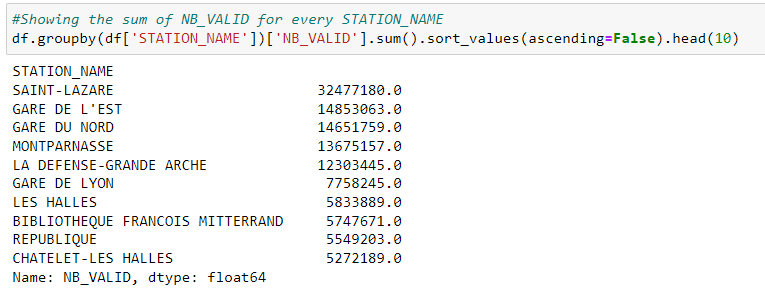 #Showing the sum of NB_VALID for every STATION_NAME
df.groupby(df['STATION_NAME'])['NB_VALID'].sum().sort_values(ascending=False).head(10)
STATION_NAME
SAINT-LAZARE 32477180.0
GARE DE L'EST 14853063.0
GARE DU NORD 14651759.0
MONTPARNASSE 13675157.0
LA DEFENSE-GRANDE ARCHE 12303445.0
GARE DE LYON 7758245.0
LES HALLES 5833889.0
BIBLIOTHEQUE FRANCOIS MITTERRAND 5747671.0
REPUBLIQUE 5549203.0
CHATELET-LES HALLES 5272189.0
Name: NB_VALID, dtype: float64